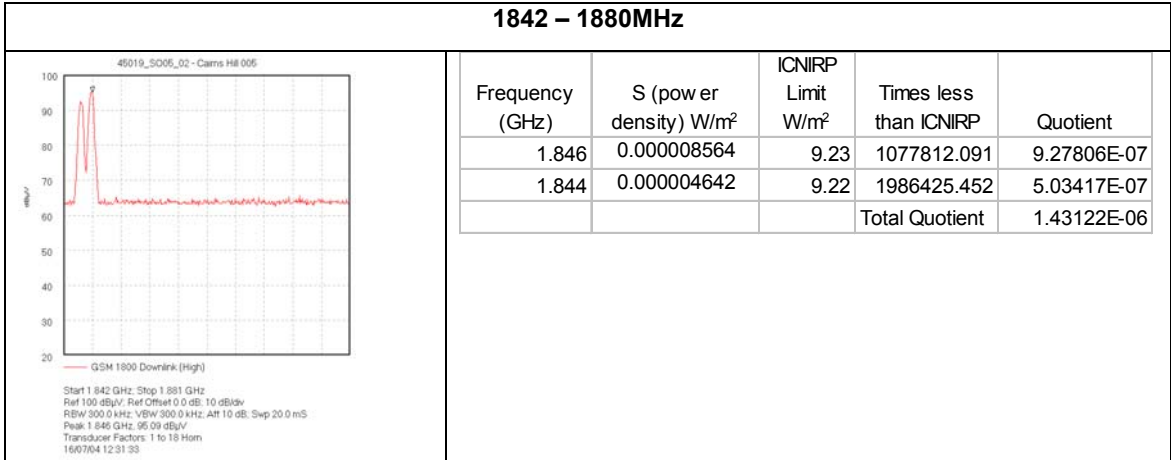 1842 – 1880MHz
45019_SO05_02 - Cairns Hill 005
100
90
80
70
60
50
40
30
20
dBµV
GSM 1800 Downlink (High)
Start 1.842 GHz; Stop 1.881 GHz
Ref 100 dBµV; Ref Offset 0.0 dB; 10 dB/div
RBW 300.0 kHz; VBW 300.0 kHz; Att 10 dB; Swp 20.0 mS
Peak 1.846 GHz, 95.09 dBµV
Transducer Factors: 1 to 18 Horn
16/07/04 12:31:33
Frequency (GHz) S (pow er density) W/m² ICNIRP Limit W/m² Times less than ICNIRP Quotient
1.846 0.000008564 9.23 1077812.091 9.27806E-07
1.844 0.000004642 9.22 1986425.452 5.03417E-07
Total Quotient 1.43122E-06